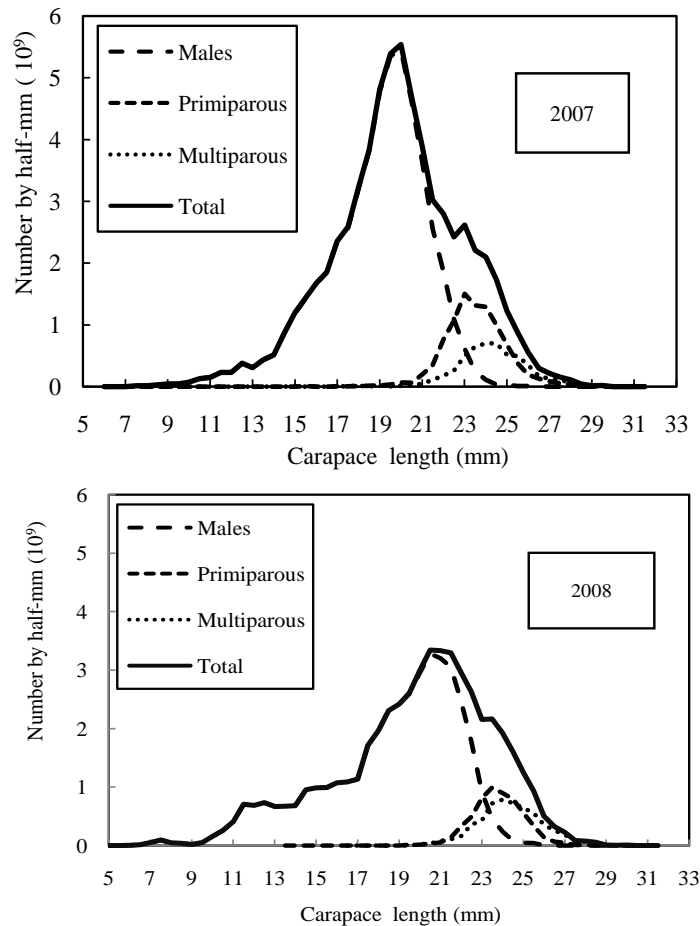 6
5
4
3
2
1
0
Number by half-mm ( 10⁹)
Males
Primiparous
Multiparous
Total
2007
5 7 9 11 13 15 17 19 21 23 25 27 29 31 33
Carapace length (mm)
6
5
4
3
2
1
0
Number by half-mm (10⁹)
Males
Primiparous
Multiparous
Total
2008
5 7 9 11 13 15 17 19 21 23 25 27 29 31 33
Carapace length (mm)